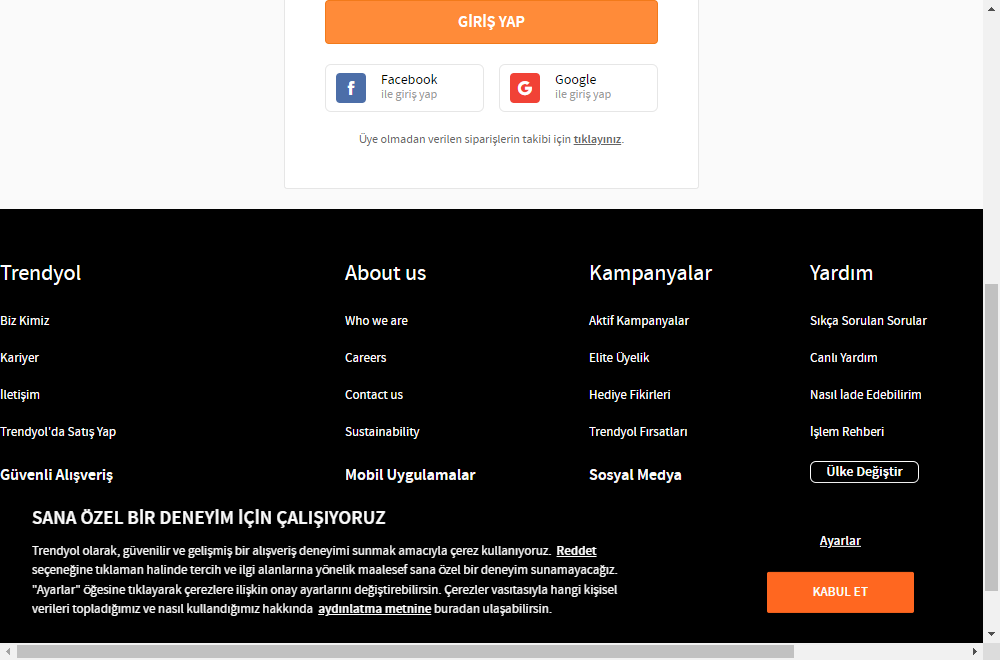 GİRİŞ YAP
Facebook
ile giriş yap
Google
ile giriş yap
Üye olmadan verilen siparişlerin takibi için tıklayınız.
Trendyol
Biz Kimiz
Kariyer
İletişim
Trendyol'da Satış Yap
Güvenli Alışveriş
About us
Who we are
Careers
Contact us
Sustainability
Mobil Uygulamalar
Kampanyalar
Aktif Kampanyalar
Elite Üyelik
Hediye Fikirleri
Trendyol Fırsatları
Sosyal Medya
Yardım
Sıkça Sorulan Sorular
Canlı Yardım
Nasıl İade Edebilirim
İşlem Rehberi
Ülke Değiştir
SANA ÖZEL BİR DENEYİM İÇİN ÇALIŞIYORUZ
Trendyol olarak, güvenilir ve gelişmiş bir alışveriş deneyimi sunmak amacıyla çerez kullanıyoruz. Reddet
seçeneğine tıklaman halinde tercih ve ilgi alanlarına yönelik maalesef sana özel bir deneyim sunamayacağız.
"Ayarlar" öğesine tıklayarak çerezlere ilişkin onay ayarlarını değiştirebilirsin. Çerezler vasıtasıyla hangi kişisel
verileri topladığımız ve nasıl kullandığımız hakkında aydınlatma metnine buradan ulaşabilirsin.
Ayarlar
KABUL ET